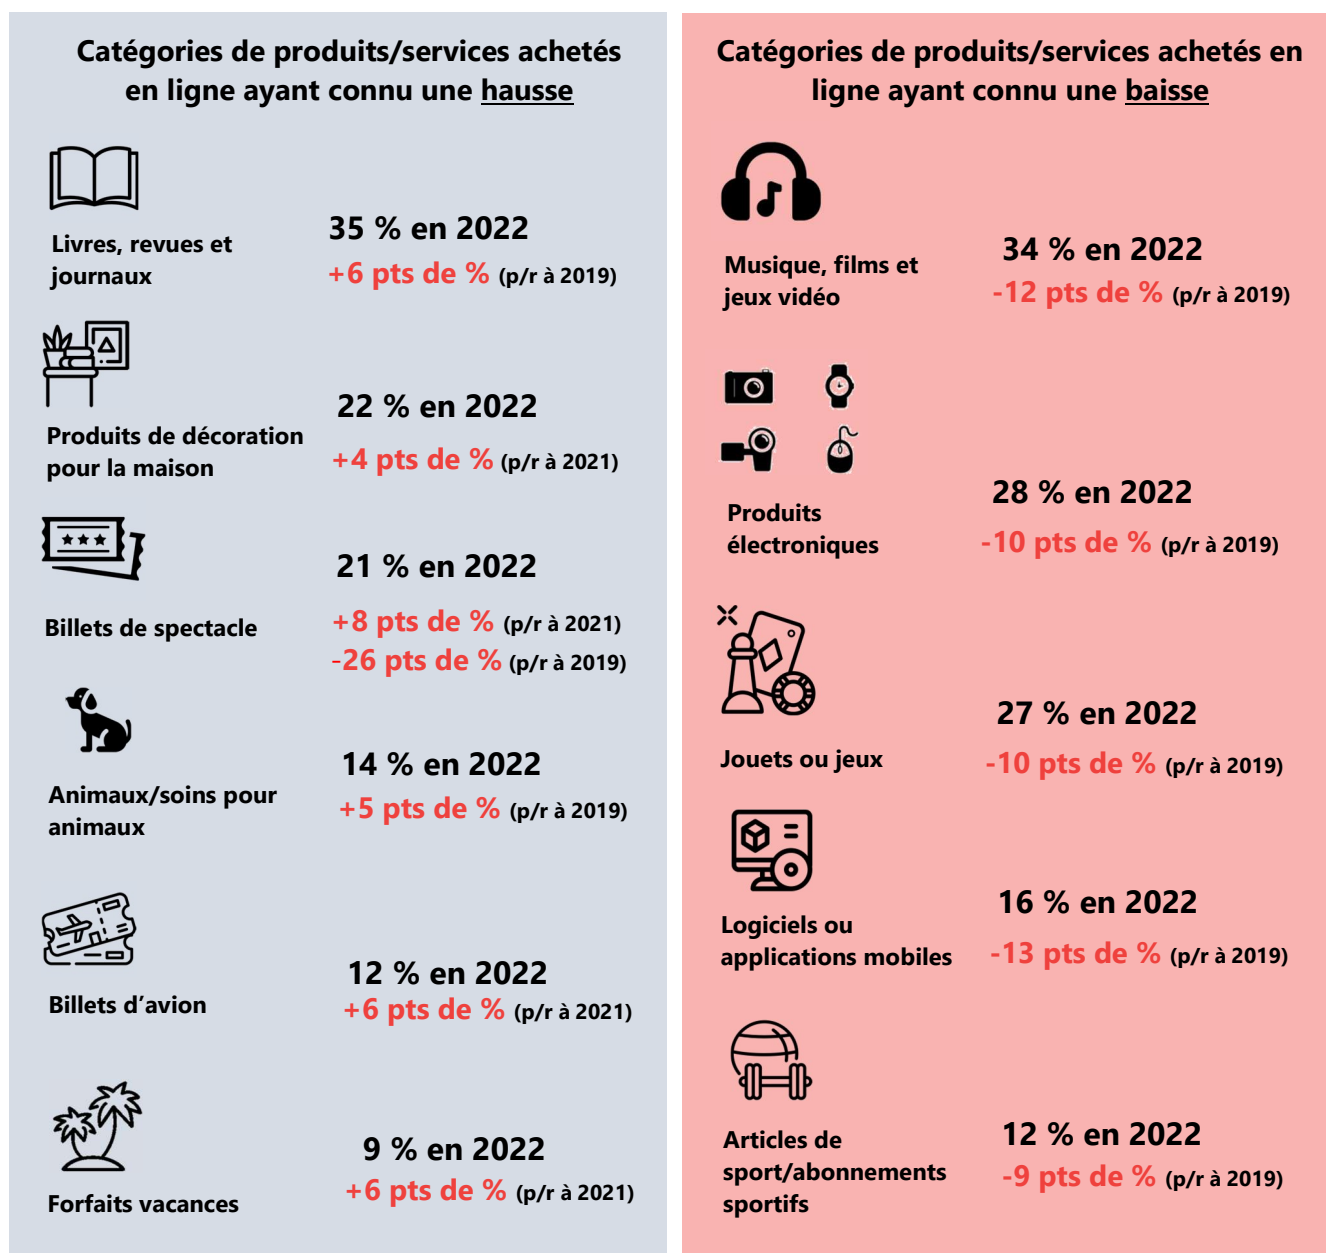 Catégories de produits/services achetés
en ligne ayant connu une hausse
Livres, revues et
journaux
35 % en 2022
+6 pts de % (p/r à 2019)
Produits de décoration
pour la maison
22 % en 2022
+4 pts de % (p/r à 2021)
Billets de spectacle
21 % en 2022
+8 pts de % (p/r à 2021)
-26 pts de % (p/r à 2019)
Animaux/soins pour
animaux
14 % en 2022
+5 pts de % (p/r à 2019)
Billets d’avion
12 % en 2022
+6 pts de % (p/r à 2021)
Forfaits vacances
9 % en 2022
+6 pts de % (p/r à 2021)
Catégories de produits/services achetés en
ligne ayant connu une baisse
Musique, films et
jeux vidéo
34 % en 2022
-12 pts de % (p/r à 2019)
Produits
électroniques
28 % en 2022
-10 pts de % (p/r à 2019)
Jouets ou jeux
27 % en 2022
-10 pts de % (p/r à 2019)
Logiciels ou
applications mobiles
16 % en 2022
-13 pts de % (p/r à 2019)
Articles de
sport/abonnements
sportifs
12 % en 2022
-9 pts de % (p/r à 2019)